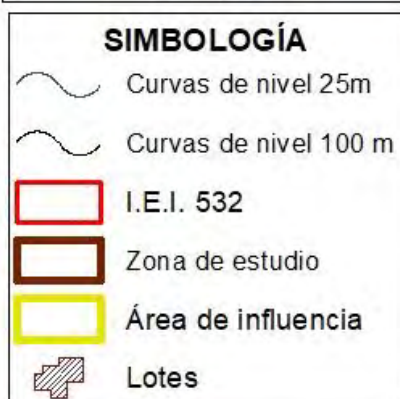 SIMBOLOGÍA
Curvas de nivel 25m
Curvas de nivel 100 m
I.E.I. 532
Zona de estudio
Área de influencia
Lotes